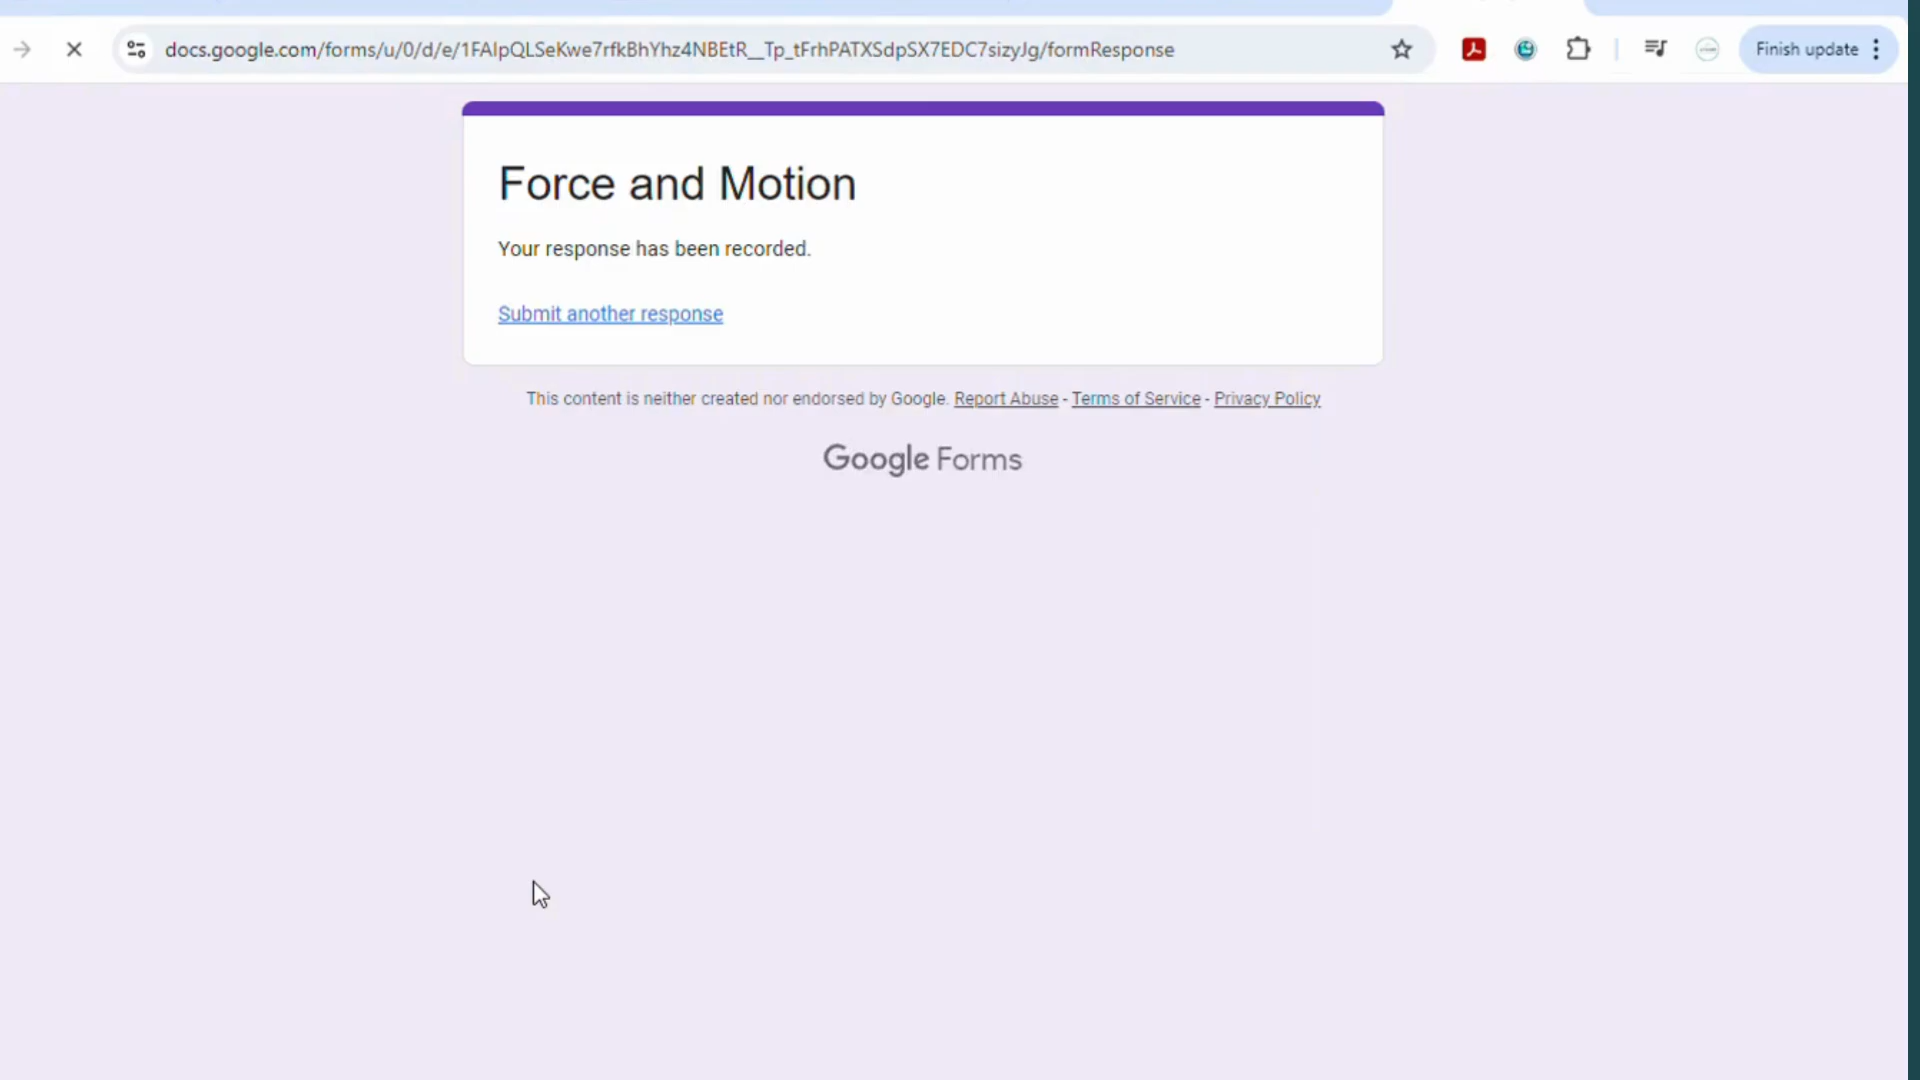 docs.google.com/forms/u/0/d/e/1FAIpQLSeKwe7rfkBhYhz4NBEtR__Tp_tFrhPATXSdpSX7EDC7sizyJg/formResponse
Finish update
Force and Motion
Your response has been recorded.
Submit another response
This content is neither created nor endorsed by Google. Report Abuse - Terms of Service - Privacy Policy
Google Forms